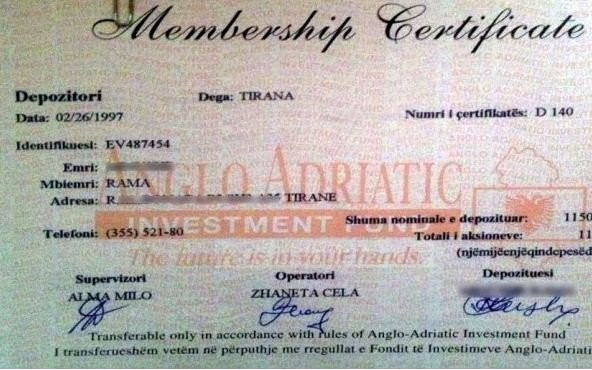 Membership Certificate
Depozitori Dega: TIRANA
Data: 02/26/1997 Numri i çertifikatës: D 140
Identifikuesi: EV487454
Emri:
Mbiemri: RAMA
Adresa: R TIRANE
ANGLO ADRIATIC
INVESTMENT FUND
Shuma nominale e depozituar: 1150
Telefoni: (355) 521-80 Totali i aksioneve: 11
The future is in your hands. (njëmijëenjëqindepesëd
Supervizori Operatori Depozituesi
ALMA MILO ZHANETA CELA
Transferable only in accordance with rules of Anglo-Adriatic Investment Fund
I transferueshëm vetëm në përputhje me rregullat e Fondit të Investimeve Anglo-Adriati